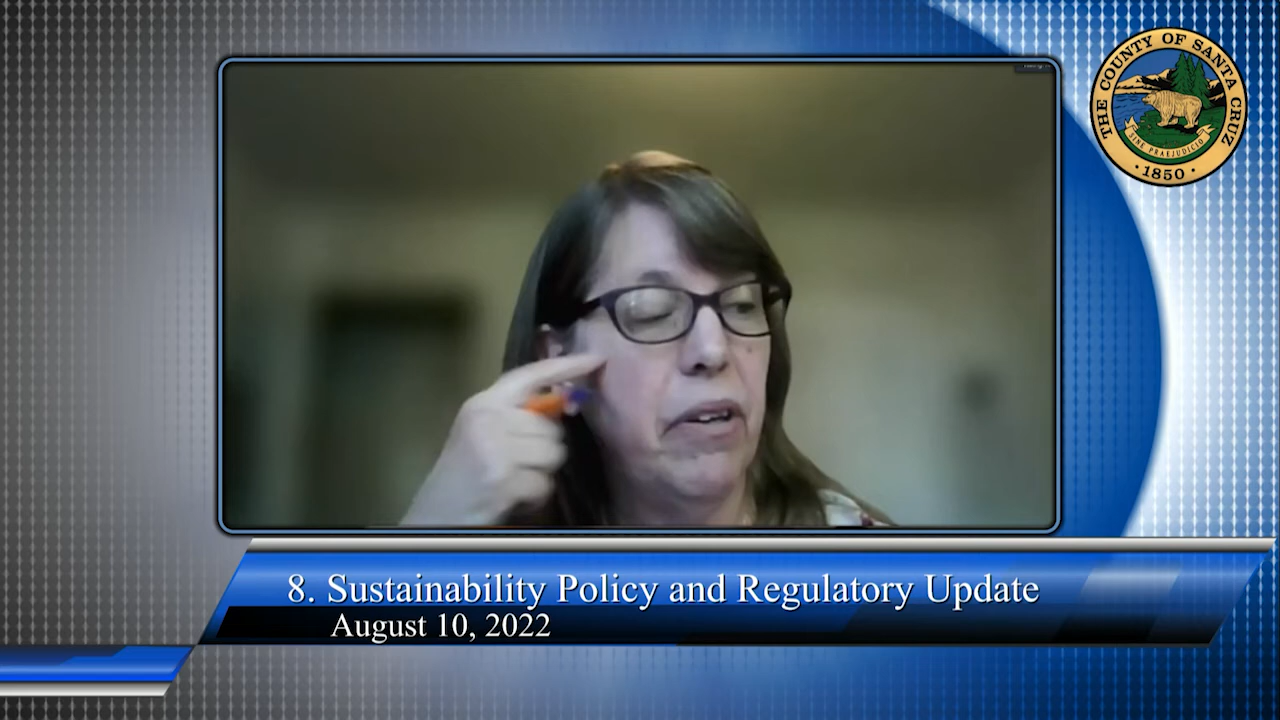 THE COUNTY OF SANTA CRUZ
SINE PRAEJUDICIO
• 1850 •
8. Sustainability Policy and Regulatory Update
August 10, 2022